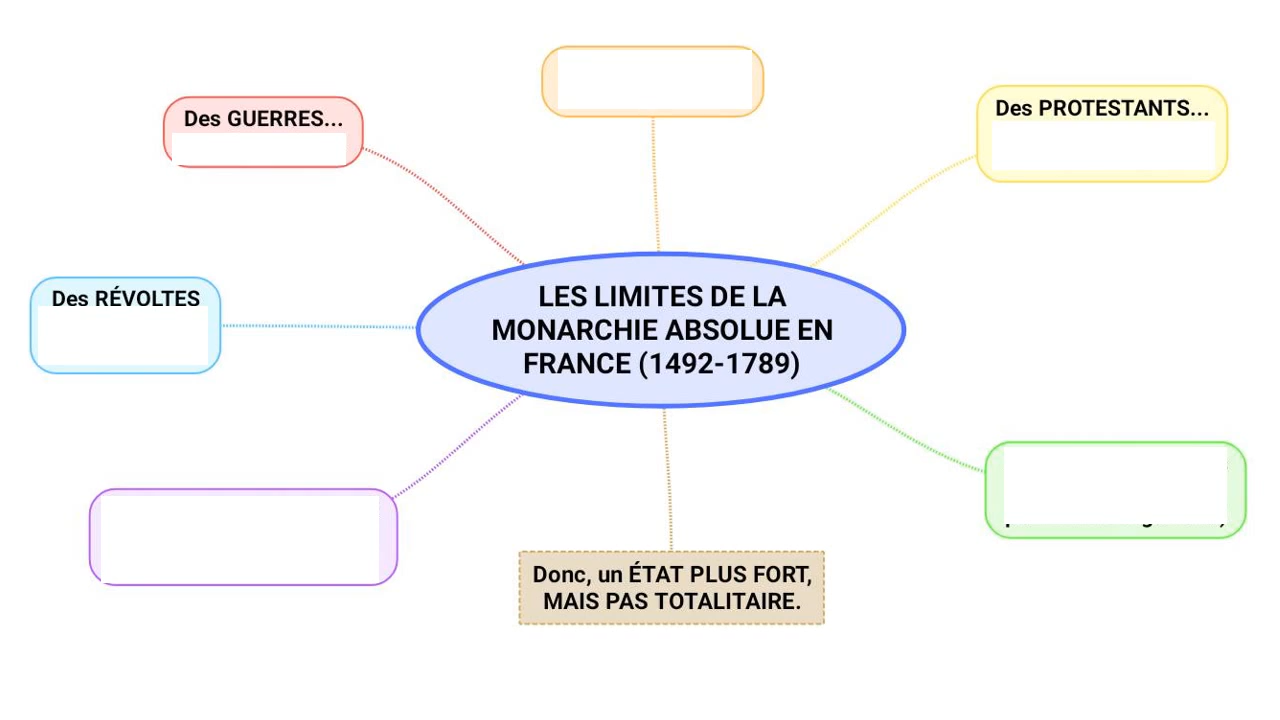 Des GUERRES...
Des PROTESTANTS...
Des RÉVOLTES
LES LIMITES DE LA
MONARCHIE ABSOLUE EN
FRANCE (1492-1789)
Donc, un ÉTAT PLUS FORT,
MAIS PAS TOTALITAIRE.